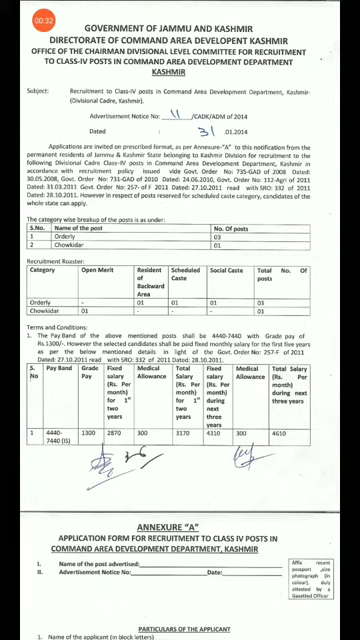 00:32
GOVERNMENT OF JAMMU AND KASHMIR
DIRECTORATE OF COMMAND AREA DEVELOPENT KASHMIR
OFFICE OF THE CHAIRMAN DIVISIONAL LEVEL COMMITTEE FOR RECRUITMENT
TO CLASS-IV POSTS IN COMMAND AREA DEVELOPMENT DEPARTMENT
KASHMIR
Subject: Recruitment to Class-IV posts in Command Area Development Department, Kashmir-
(Divisional Cadre, Kashmir).
Advertisement Notice No: 11 /CADK/ADM of 2014
Dated : 31 .01.2014
Applications are invited on prescribed format, as per Annexure-"A" to this notification from the
permanent residents of Jammu & Kashmir State belonging to Kashmir Division for recruitment to the
following Divisional Cadre Class-IV posts in Command Area Development Department, Kashmir in
accordance with recruitment policy issued vide Govt. Order No: 735-GAD of 2008 Dated:
30.05.2008, Govt. Order No: 731-GAD of 2010 Dated: 24.06.2010, Govt. Order No:112-Agri of 2011
Dated: 31.03.2011 Govt. Order No: 257- of F 2011 Dated: 27.10.2011 read with SRO: 332 of 2011
Dated: 28.10.2011. However in respect of posts reserved for scheduled caste category, candidates of the
whole state can apply.
The category wise breakup of the posts is as under:
S.No. Name of the post No. Of posts
1 Orderly 03
2 Chowkidar 01
Recruitment Roaster:
Category Open Merit Resident of Backward Area Scheduled Caste Social Caste Total No. Of posts
Orderly - 01 01 01 03
Chowkidar 01 - - - 01
Terms and Conditions:
1. The Pay Band of the above mentioned posts shall be 4440-7440 with Grade pay of
Rs.1300/-. However the selected candidates shall be paid fixed monthly salary for the first five years
as per the below mentioned details in light of the Govt. Order No: 257-F of 2011
Dated: 27.10.2011 read with SRO: 332 of 2011 Dated: 28.10.2011.
S. No Pay Band Grade Pay Fixed salary (Rs. Per month) for 1st two years Medical Allowance Total Salary (Rs. Per month) for 1st two years Fixed salary (Rs. Per month) during next three years Medical Allowance Total Salary (Rs. Per month) during next three years
1 4440-7440 (IS) 1300 2870 300 3170 4310 300 4610
ANNEXURE "A"
APPLICATION FORM FOR RECRUITMENT TO CLASS IV POSTS IN
COMMAND AREA DEVELOPMENT DEPARTMENT, KASHMIR
I. Name of the post advertised:
II. Advertisement Notice No: Date:
Affix recent
passport size
photograph (in
colour), duly
attested by a
Gazetted Officer
PARTICULARS OF THE APPLICANT
1. Name of the applicant (in block letters)